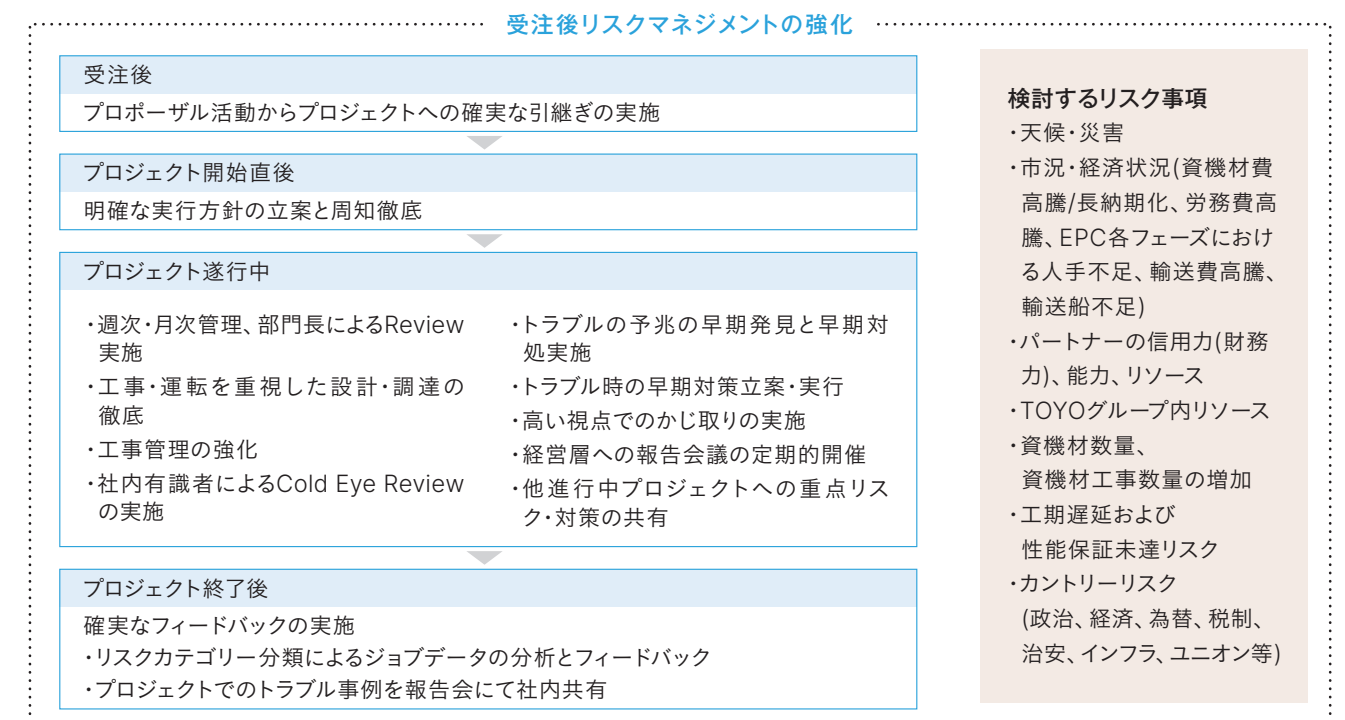 受注後リスクマネジメントの強化
受注後
プロポーザル活動からプロジェクトへの確実な引継ぎの実施
プロジェクト開始直後
明確な実行方針の立案と周知徹底
プロジェクト遂行中
・週次・月次管理、部門長によるReview
実施
・工事・運転を重視した設計・調達の
徹底
・工事管理の強化
・社内有識者によるCold Eye Review
の実施
・トラブルの予兆の早期発見と早期対
処実施
・トラブル時の早期対策立案・実行
・高い視点でのかじ取りの実施
・経営層への報告会議の定期的開催
・他進行中プロジェクトへの重点リス
ク・対策の共有
プロジェクト終了後
確実なフィードバックの実施
・リスクカテゴリー分類によるジョブデータの分析とフィードバック
・プロジェクトでのトラブル事例を報告会にて社内共有
検討するリスク事項
・天候・災害
・市況・経済状況(資機材費
高騰/長納期化、労務費高
騰、EPC各フェーズにおけ
る人手不足、輸送費高騰、
輸送船不足)
・パートナーの信用力(財務
力)、能力、リソース
・TOYOグループ内リソース
・資機材数量、
資機材工事数量の増加
・工期遅延および
性能保証未達リスク
・カントリーリスク
(政治、経済、為替、税制、
治安、インフラ、ユニオン等)